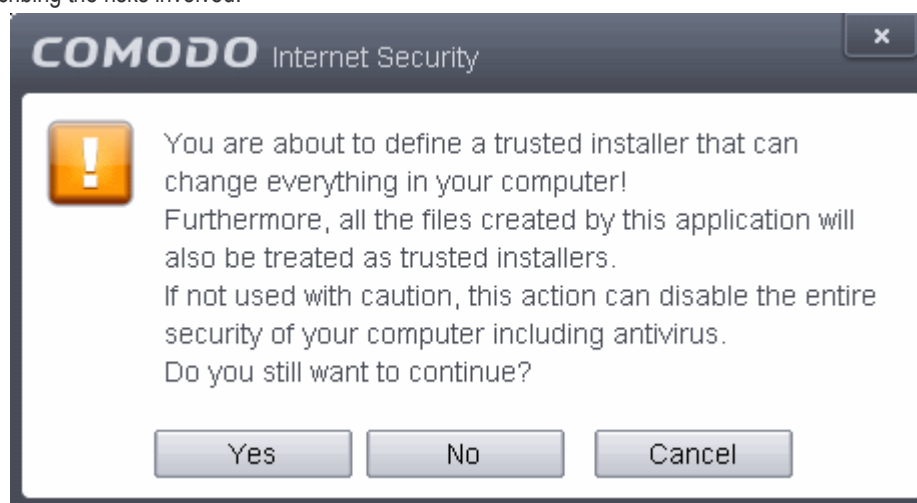 the risks involved.
COMODO Internet Security
×
You are about to define a trusted installer that can
change everything in your computer!
Furthermore, all the files created by this application will
also be treated as trusted installers.
If not used with caution, this action can disable the entire
security of your computer including antivirus.
Do you still want to continue?
Yes No Cancel